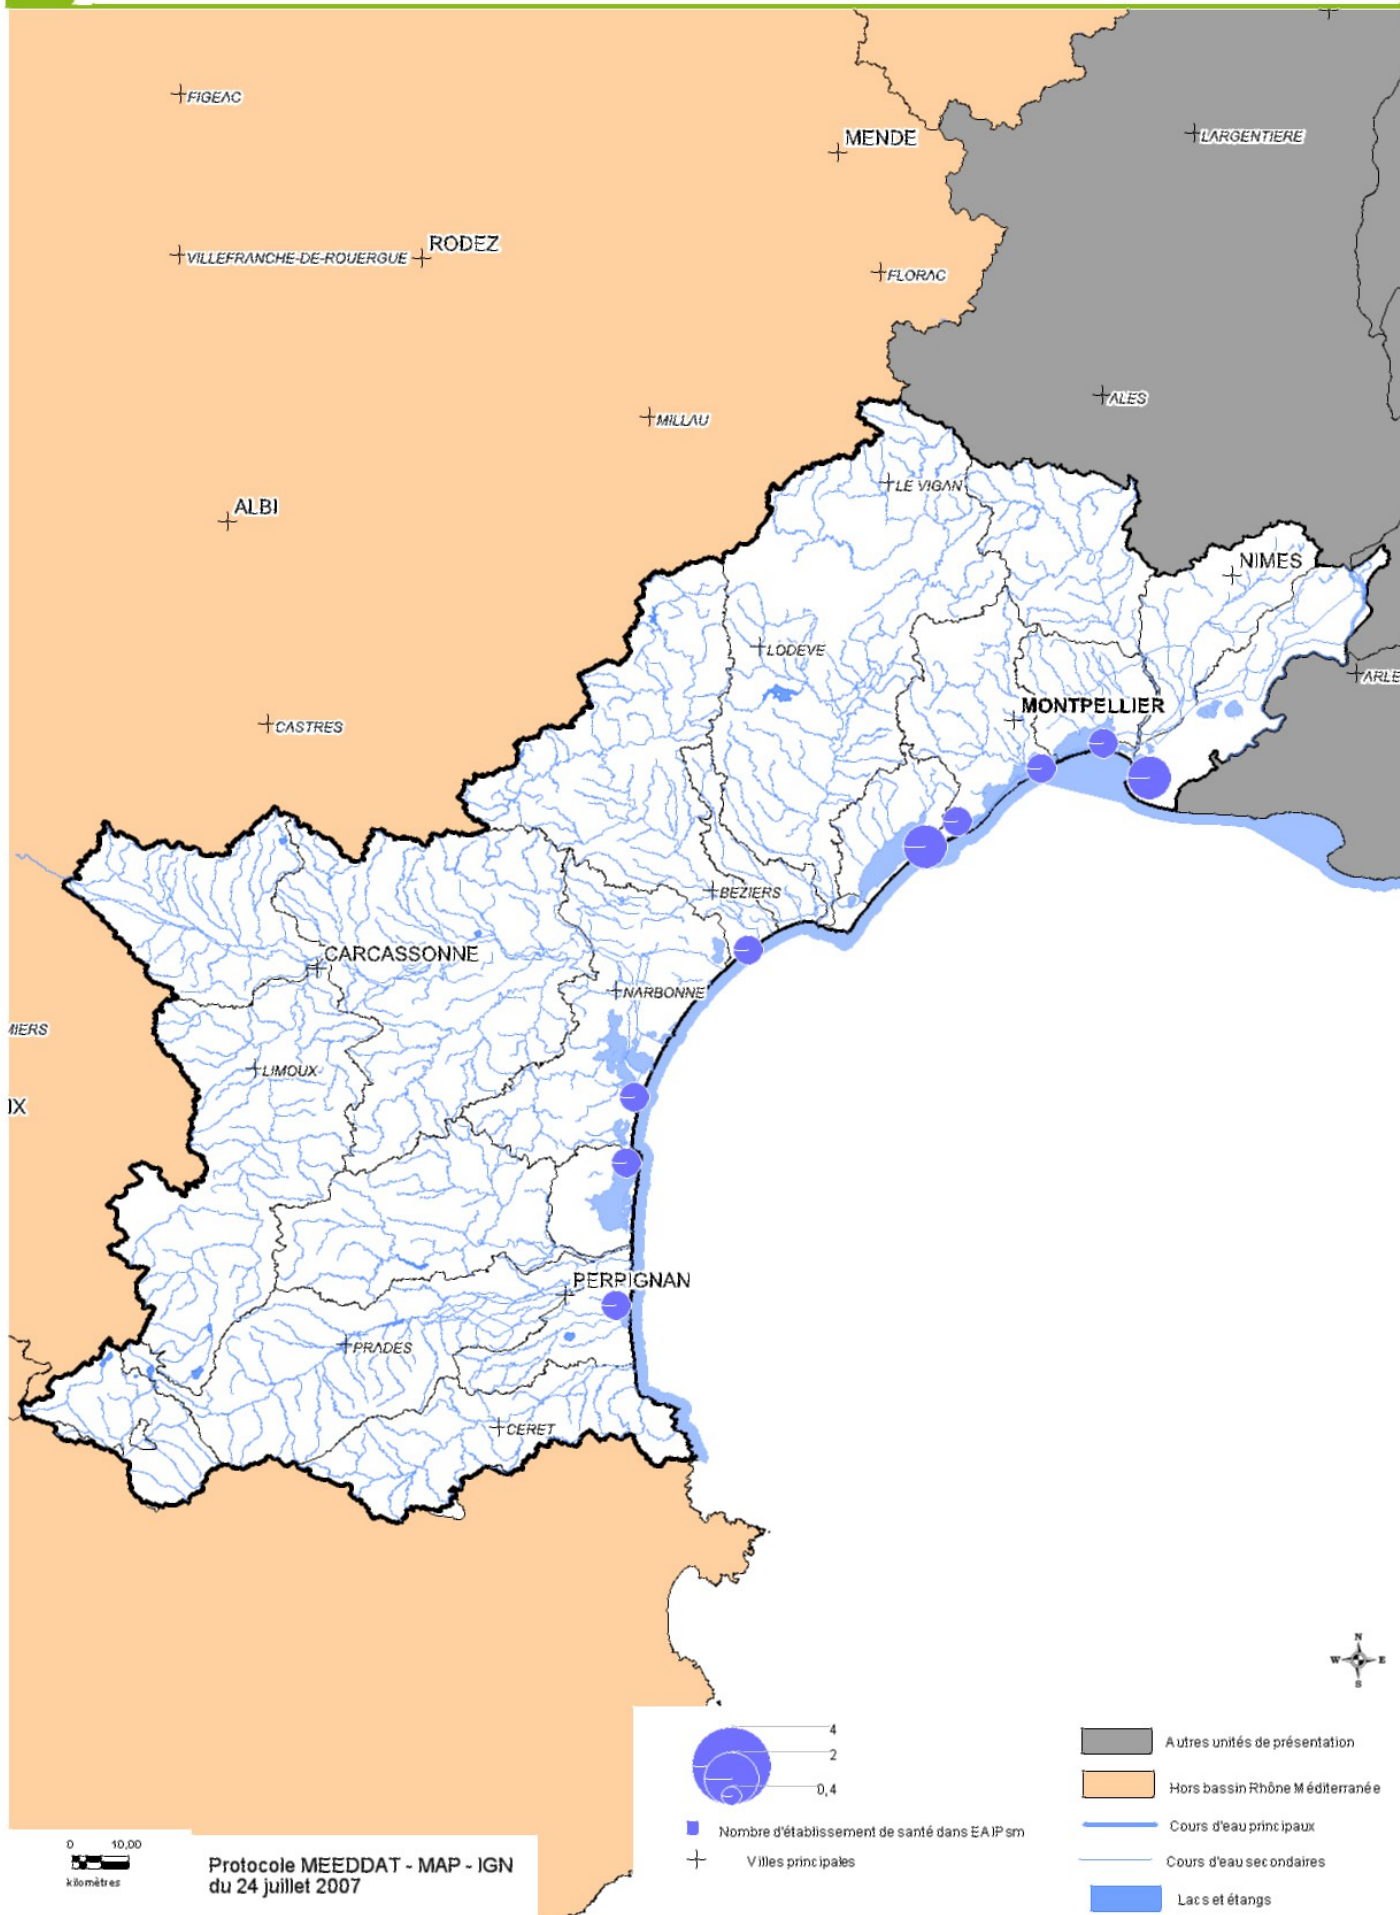 FIGEAC
MENDE
LARGENTIERE
RODEZ
VILLEFRANCHE-DE-ROUERGUE
FLORAC
ALES
MILLAU
LE VIGAN
ALBI
NIMES
LODEVE
ARLE
MONTPELLIER
CASTRES
BEZIERS
CARCASSONNE
NARBONNE
MIERS
LIMOUX
IX
PERPIGNAN
PRADES
CERET
N
W E
S
4
2
0,4
Nombre d'établissement de santé dans EAIPsm
Villes principales
Autres unités de présentation
Hors bassin Rhône Méditerranée
Cours d'eau principaux
Cours d'eau secondaires
Lacs et étangs
0 10,00
kilomètres
Protocole MEEDDAT - MAP - IGN
du 24 juillet 2007